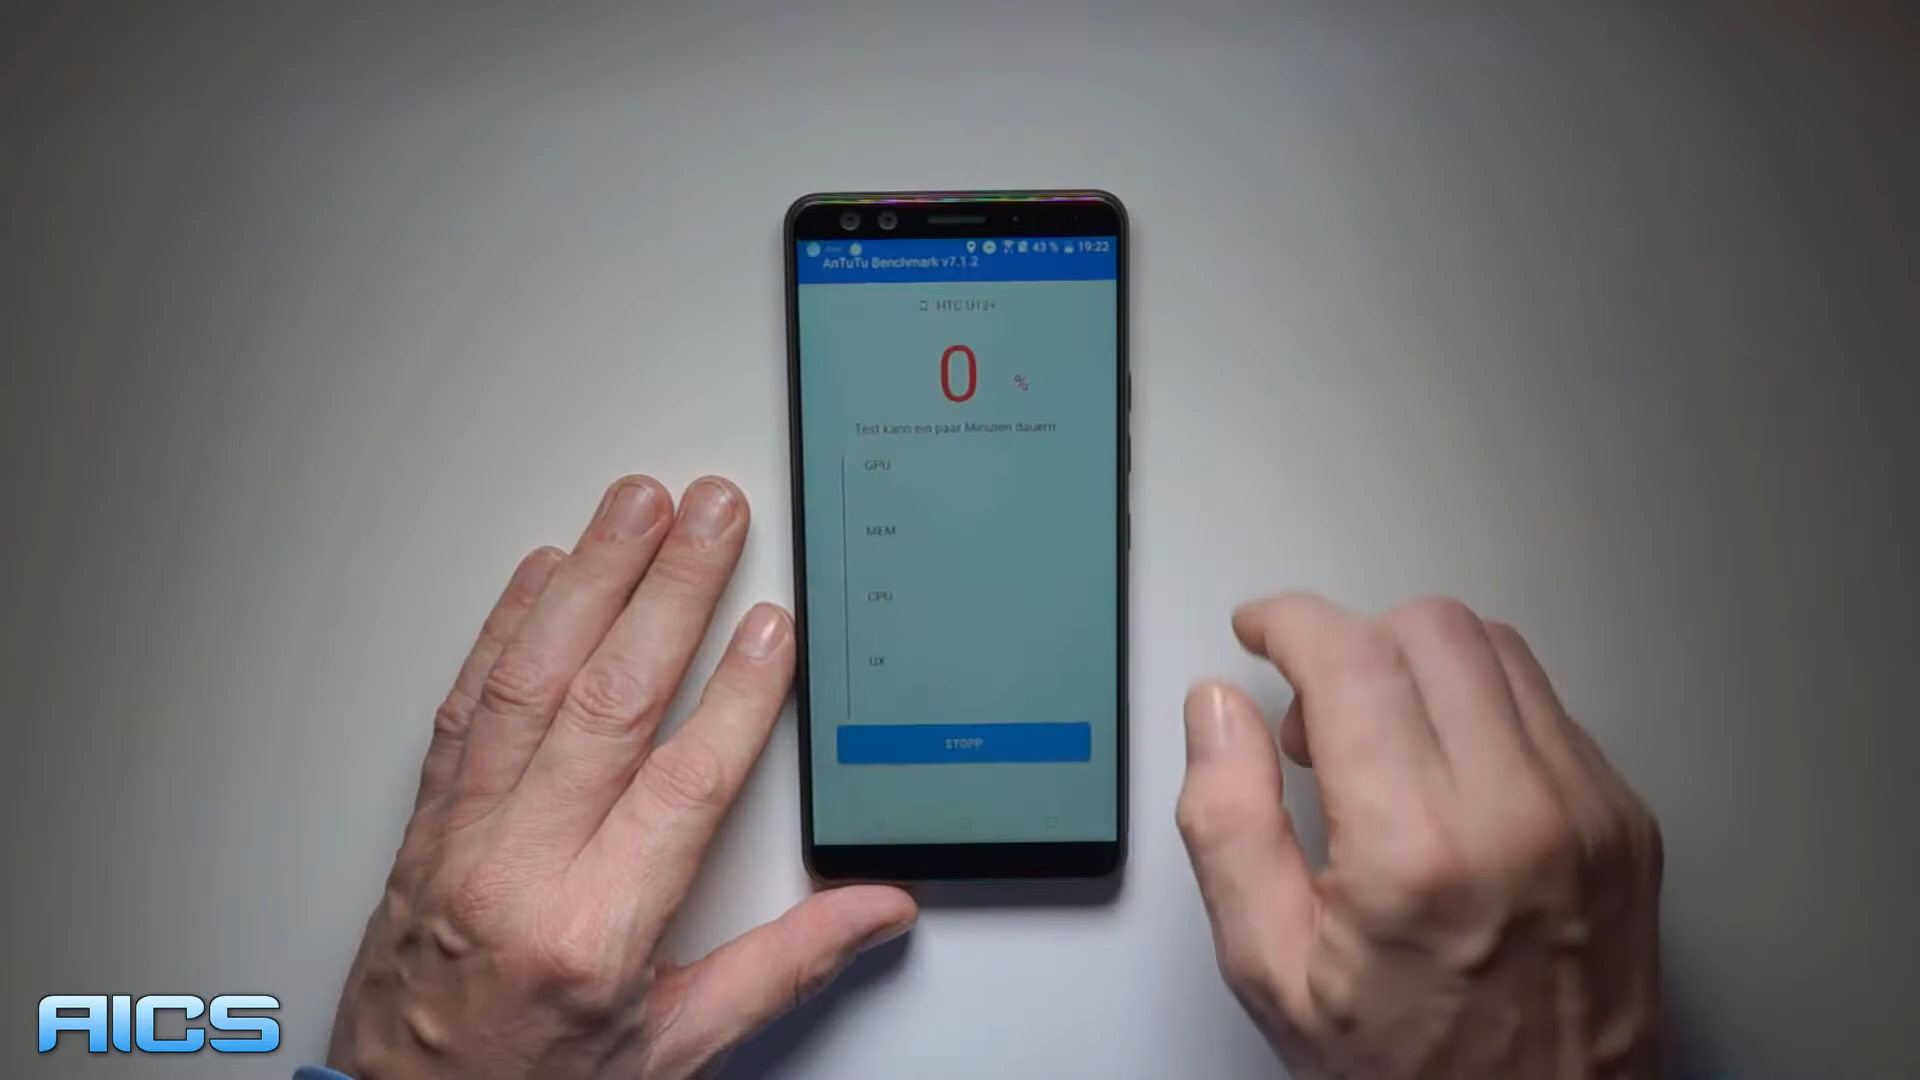 43 % 19:22
AnTuTu Benchmark v7.1.2
HTC U12+
0 %
Test kann ein paar Minuten dauern
GPU
MEM
CPU
UX
STOPP
AICS